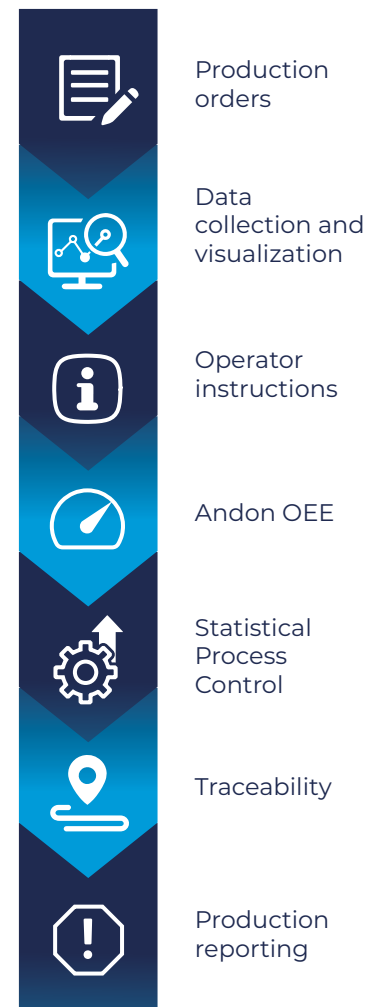 Production
orders
Data
collection and
visualization
Operator
instructions
Andon OEE
Statistical
Process
Control
Traceability
Production
reporting